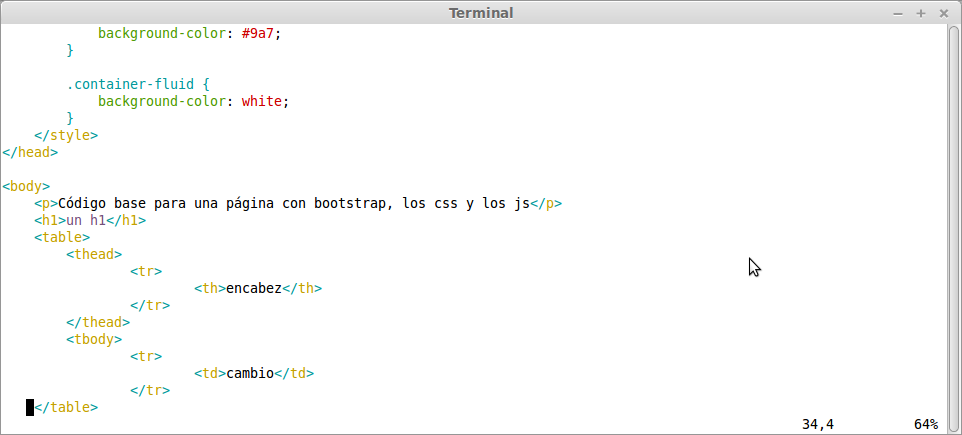 Terminal
            background-color: #9a7;
        }

        .container-fluid {
            background-color: white;
        }
    </style>
</head>

<body>
    <p>Código base para una página con bootstrap, los css y los js</p>
    <h1>un h1</h1>
    <table>
        <thead>
                <tr>
                        <th>encabez</th>
                </tr>
        </thead>
        <tbody>
                <tr>
                        <td>cambio</td>
                </tr>
    </table>
34,4 64%